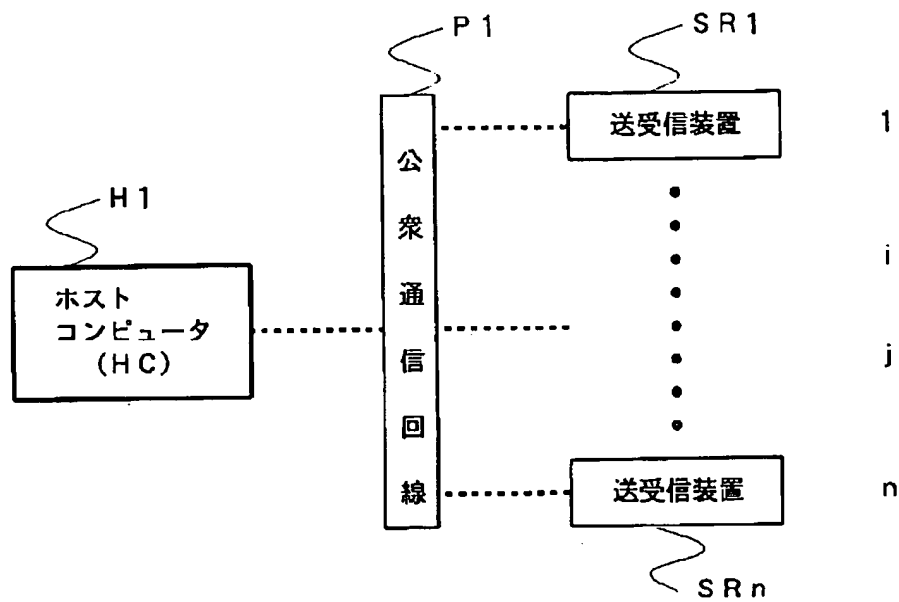 P1
SR1
送受信装置
1
H1
公衆通信回線
i
ホスト
コンピュータ
(HC)
j
送受信装置
n
SRn